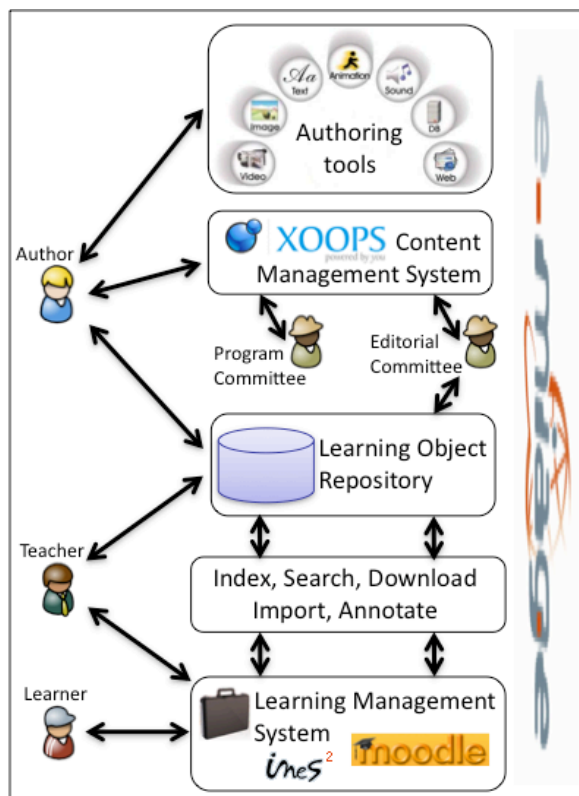 Aa
Text
Animation
Sound
Image
DB
Video
Web
Authoring
tools
Author
XOOPS Content
powered by you
Management System
Program
Committee
Editorial
Committee
Learning Object
Repository
Teacher
Index, Search, Download
Import, Annotate
Learner
Learning Management
System
ines 2
moodle